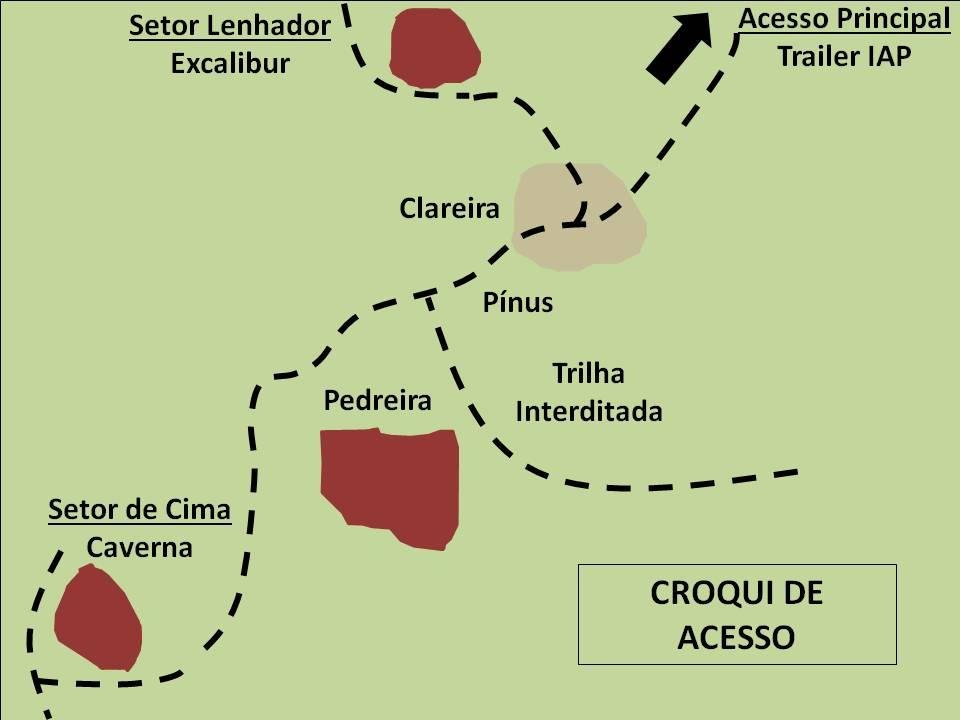 Setor Lenhador
Excalibur
Acesso Principal
Trailer IAP
Clareira
Pínus
Trilha
Interditada
Pedreira
Setor de Cima
Caverna
CROQUI DE
ACESSO